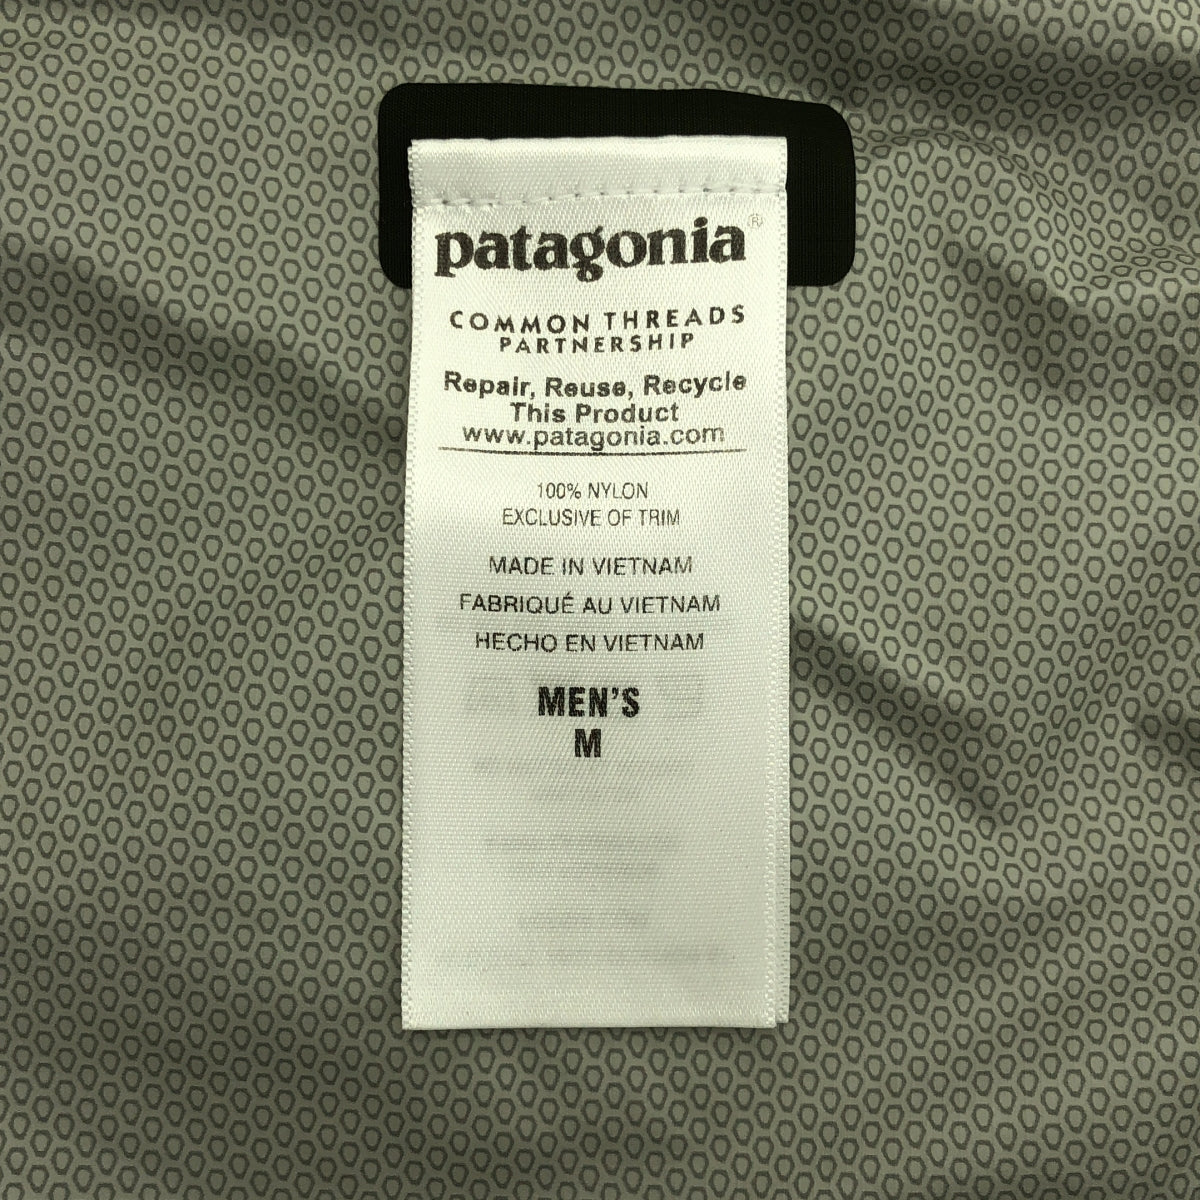 patagonia®
COMMON THREADS
PARTNERSHIP
Repair, Reuse, Recycle
This Product
www.patagonia.com
100% NYLON
EXCLUSIVE OF TRIM
MADE IN VIETNAM
FABRIQUÉ AU VIETNAM
HECHO EN VIETNAM
MEN'S
M